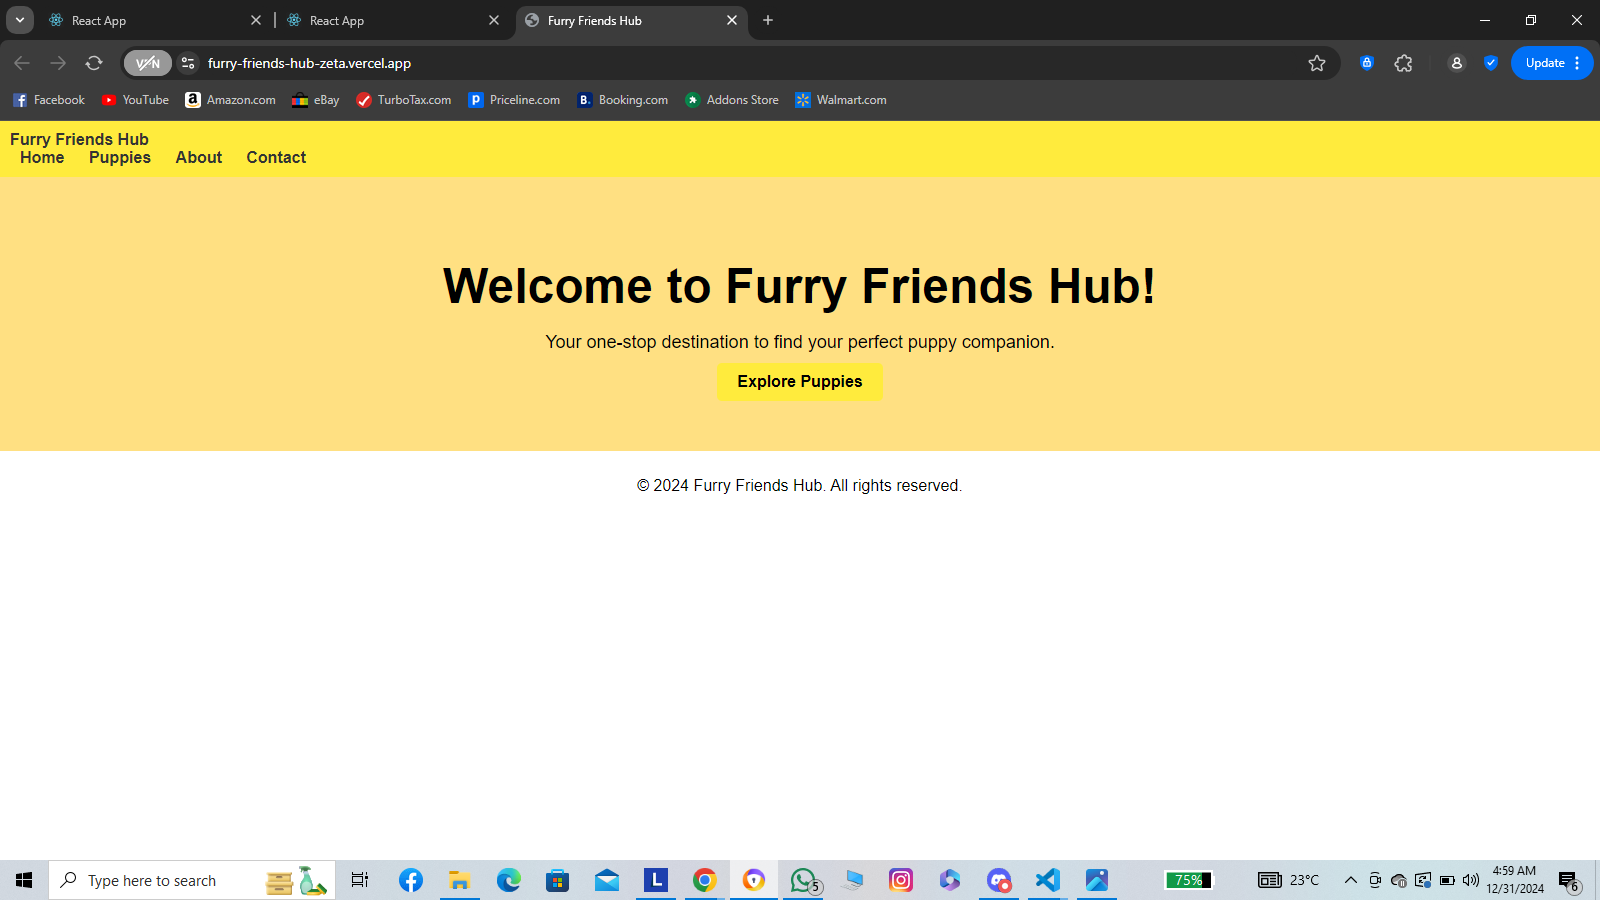 React App
React App
Furry Friends Hub
VPN
furry-friends-hub-zeta.vercel.app
Update
Facebook
YouTube
Amazon.com
eBay
TurboTax.com
Priceline.com
Booking.com
Addons Store
Walmart.com
Furry Friends Hub
Home Puppies About Contact
Welcome to Furry Friends Hub!
Your one-stop destination to find your perfect puppy companion.
Explore Puppies
© 2024 Furry Friends Hub. All rights reserved.
Type here to search
L
5
75%
23°C
4:59 AM
12/31/2024
6